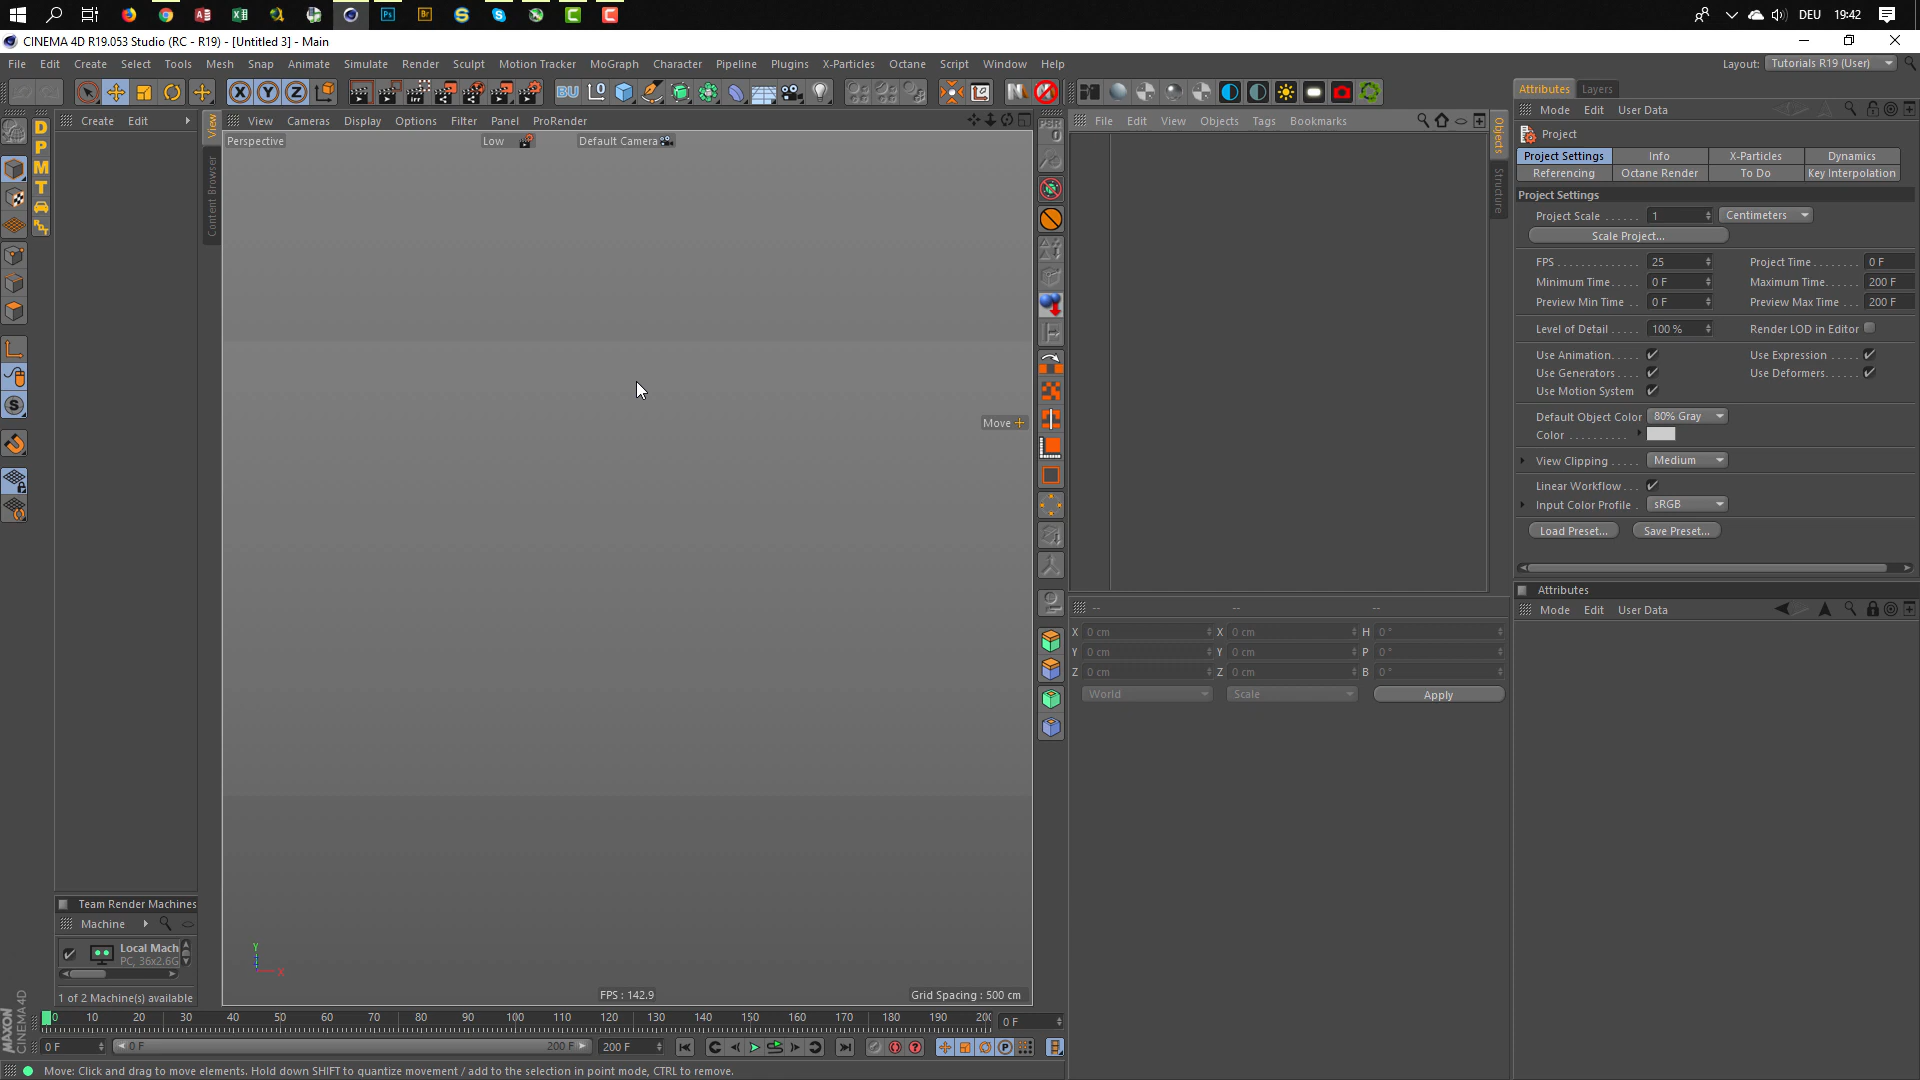 DEU 19:42
CINEMA 4D R19.053 Studio (RC - R19) - [Untitled 3] - Main
File Edit Create Select Tools Mesh Snap Animate Simulate Render Sculpt Motion Tracker MoGraph Character Pipeline Plugins X-Particles Octane Script Window Help
Layout: Tutorials R19 (User)
X Y Z BU
Attributes Layers
Mode Edit User Data
Create Edit
View Cameras Display Options Filter Panel ProRender
File Edit View Objects Tags Bookmarks
View
Content Browser
Objects
Structure
D
P
M
T
Perspective
Low
Default Camera
PSR
0
Move
Project
Project Settings Info X-Particles Dynamics
Referencing Octane Render To Do Key Interpolation
Project Settings
Project Scale ...... 1 Centimeters
Scale Project...
FPS ............. 25 Project Time ........ 0 F
Minimum Time ..... 0 F Maximum Time ...... 200 F
Preview Min Time .. 0 F Preview Max Time ... 200 F
Level of Detail ..... 100 % Render LOD in Editor
Use Animation ..... Use Expression ......
Use Generators .... Use Deformers ......
Use Motion System
Default Object Color 80% Gray
Color ..........
View Clipping ..... Medium
Linear Workflow ...
Input Color Profile . sRGB
Load Preset... Save Preset...
Attributes
Mode Edit User Data
-- -- --
X 0 cm X 0 cm H 0 °
Y 0 cm Y 0 cm P 0 °
Z 0 cm Z 0 cm B 0 °
World Scale Apply
Team Render Machines
Machine
Local Mach
PC, 36x2.6G
1 of 2 Machine(s) available
Y
X
FPS : 142.9
Grid Spacing : 500 cm
0 10 20 30 40 50 60 70 80 90 100 110 120 130 140 150 160 170 180 190 200
0 F
0 F 0 F 200 F 200 F
MAXON
CINEMA 4D
Move: Click and drag to move elements. Hold down SHIFT to quantize movement / add to the selection in point mode, CTRL to remove.